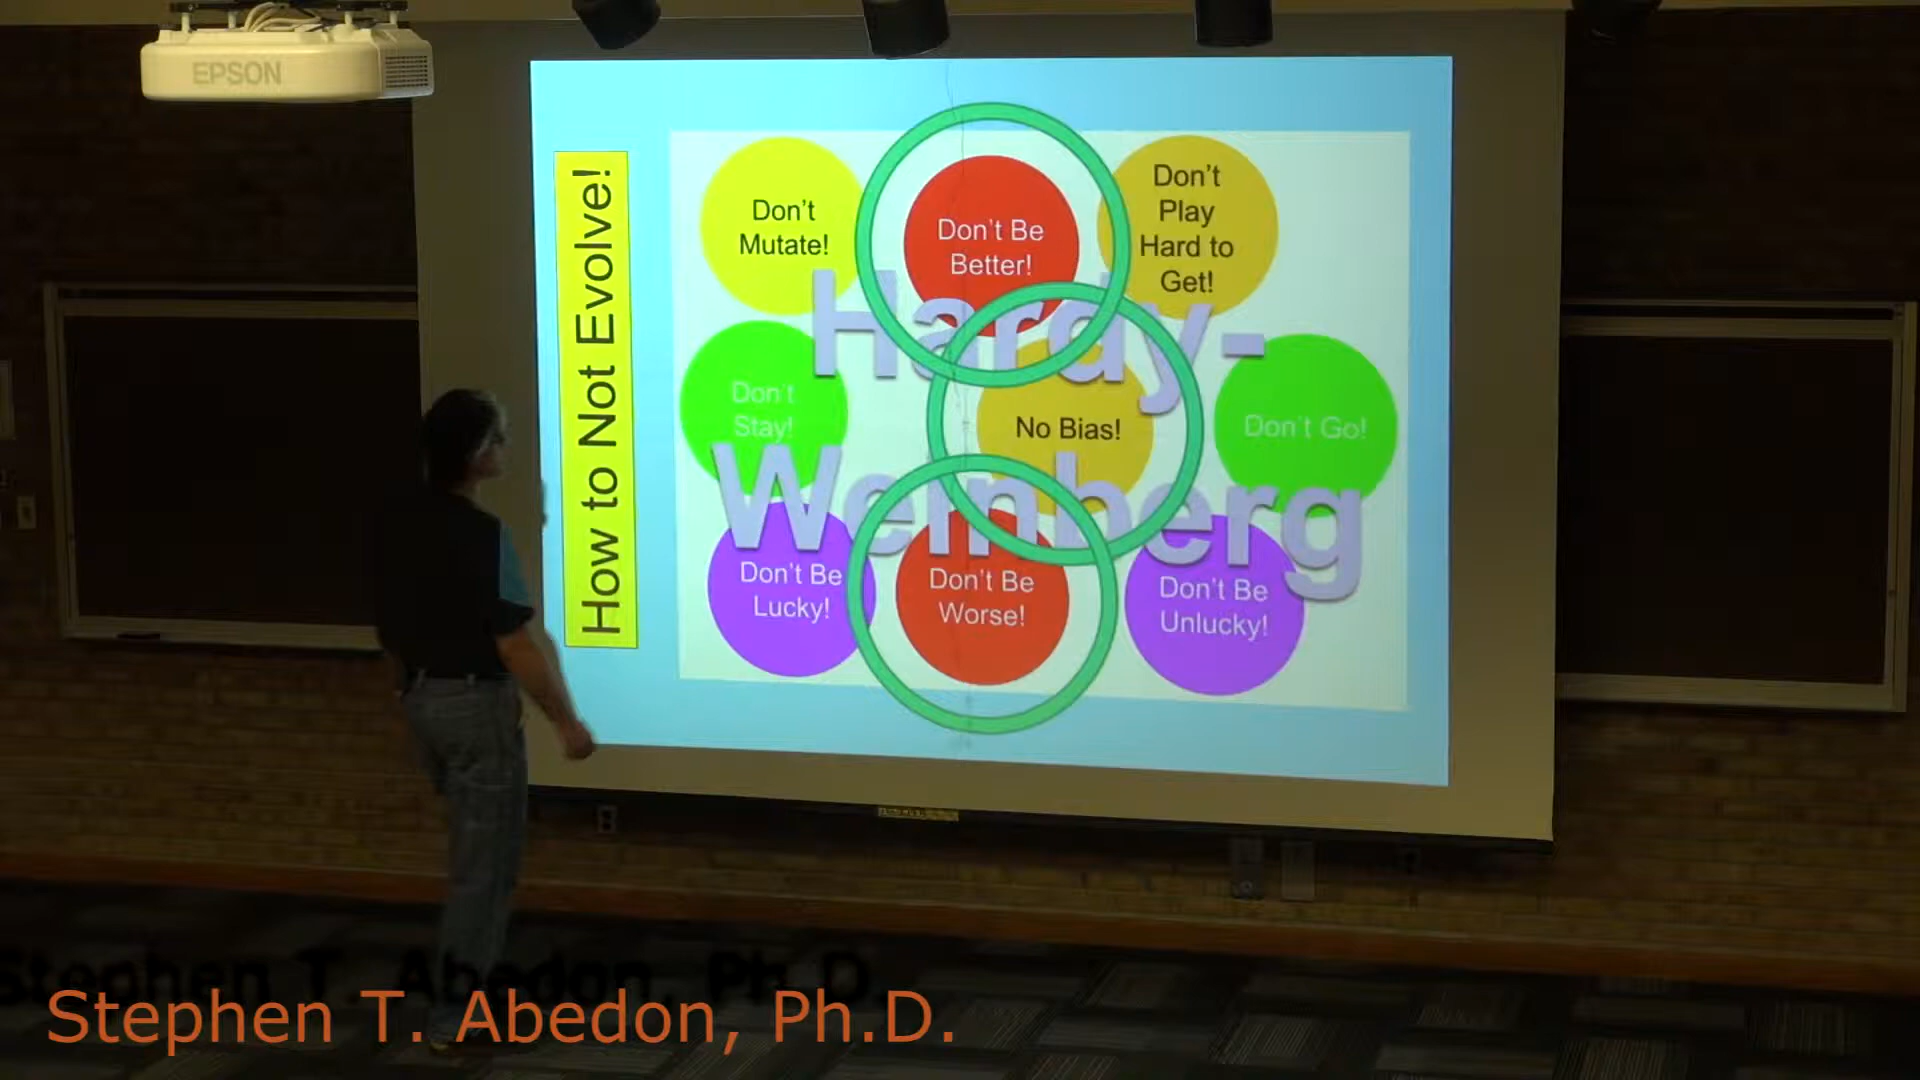 EPSON
How to Not Evolve!
Don't
Mutate!
Don't Be
Better!
Don't
Play
Hard to
Get!
Hardy-
Don't
Stay!
No Bias!
Don't Go!
Weinberg
Don't Be
Lucky!
Don't Be
Worse!
Don't Be
Unlucky!
Stephen T. Abedon, Ph.D.
Stephen T. Abedon, Ph.D.